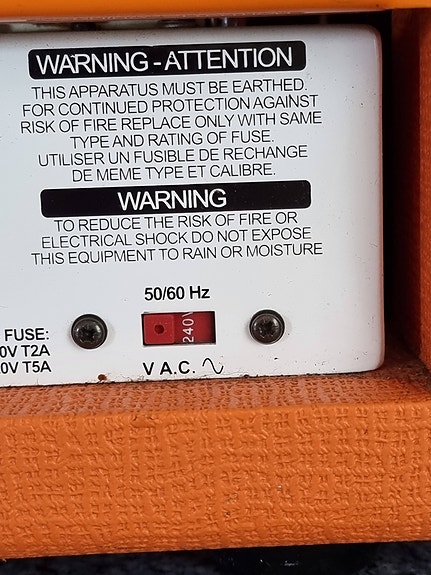 WARNING - ATTENTION
THIS APPARATUS MUST BE EARTHED.
FOR CONTINUED PROTECTION AGAINST
RISK OF FIRE REPLACE ONLY WITH SAME
TYPE AND RATING OF FUSE.
UTILISER UN FUSIBLE DE RECHANGE
DE MEME TYPE ET CALIBRE.
WARNING
TO REDUCE THE RISK OF FIRE OR
ELECTRICAL SHOCK DO NOT EXPOSE
THIS EQUIPMENT TO RAIN OR MOISTURE
50/60 Hz
FUSE:
0V T2A
0V T5A
240V
V A.C. ∿